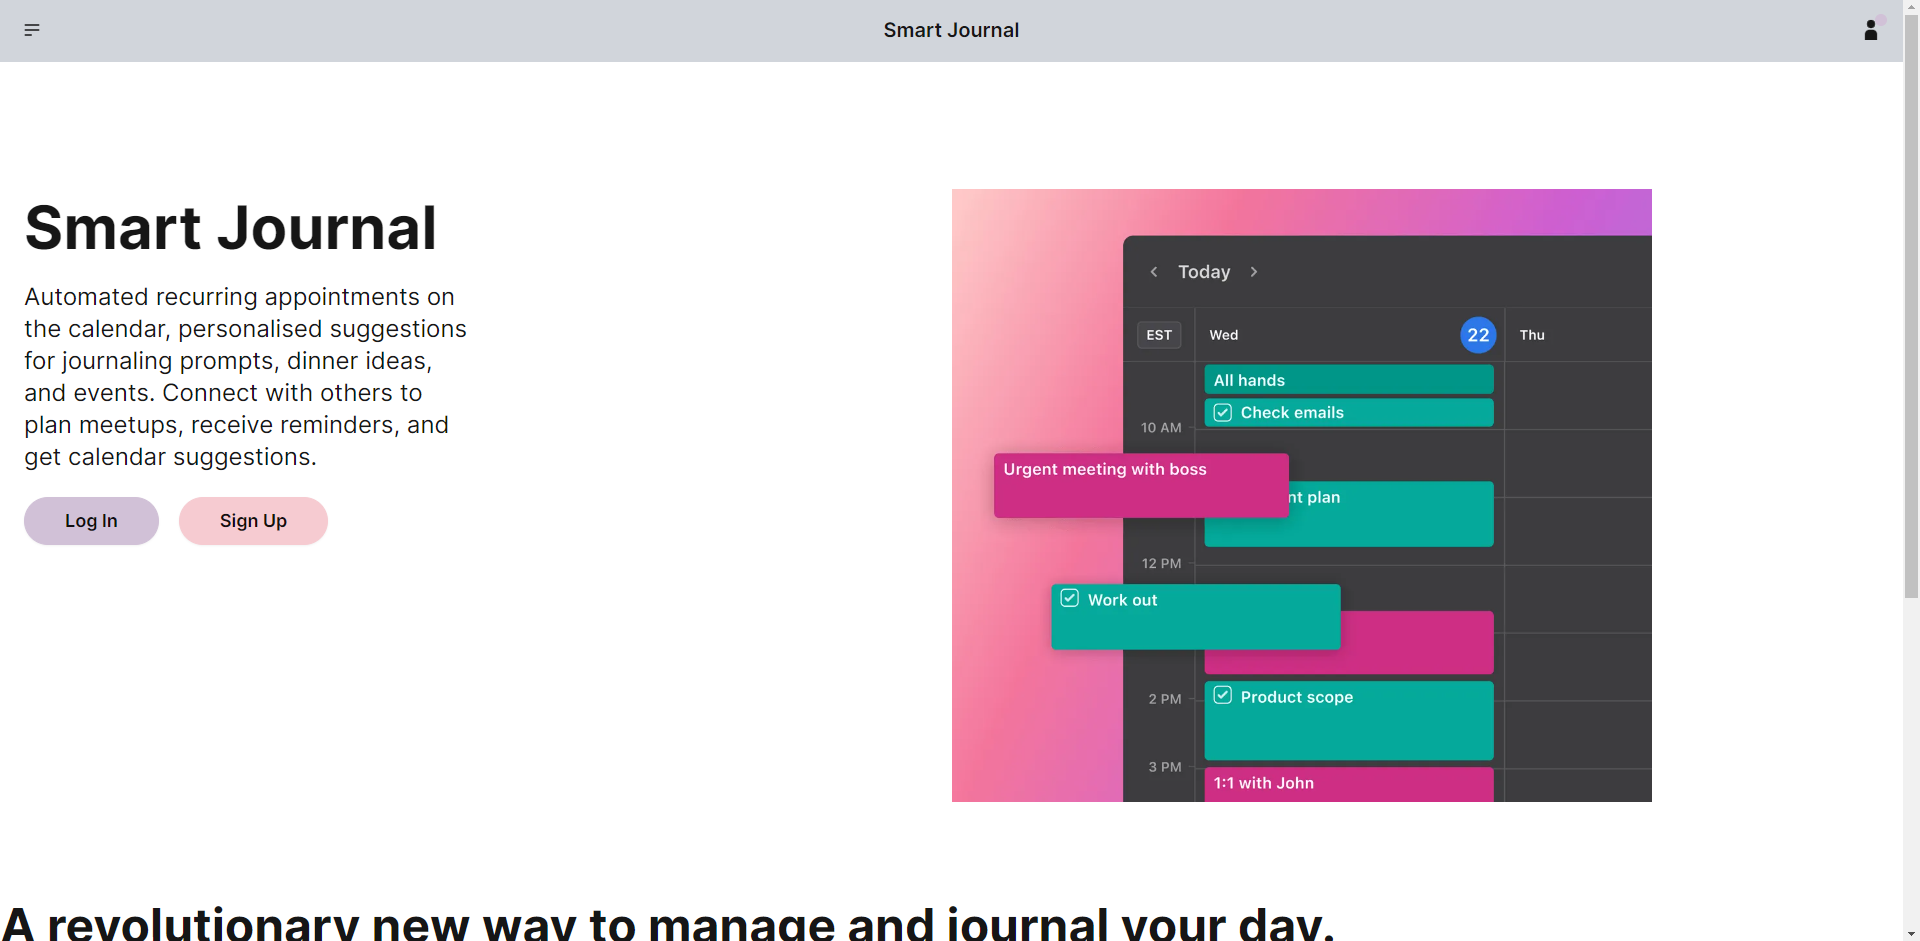 Smart Journal
Smart Journal
Automated recurring appointments on
the calendar, personalised suggestions
for journaling prompts, dinner ideas,
and events. Connect with others to
plan meetups, receive reminders, and
get calendar suggestions.
Log In
Sign Up
Today
EST
Wed
22
Thu
All hands
Check emails
10 AM
Urgent meeting with boss
nt plan
12 PM
Work out
2 PM
Product scope
3 PM
1:1 with John
A revolutionary new way to manage and journal your day.